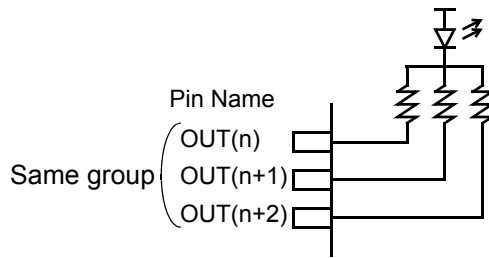 Pin Name
OUT(n)
Same group
OUT(n+1)
OUT(n+2)